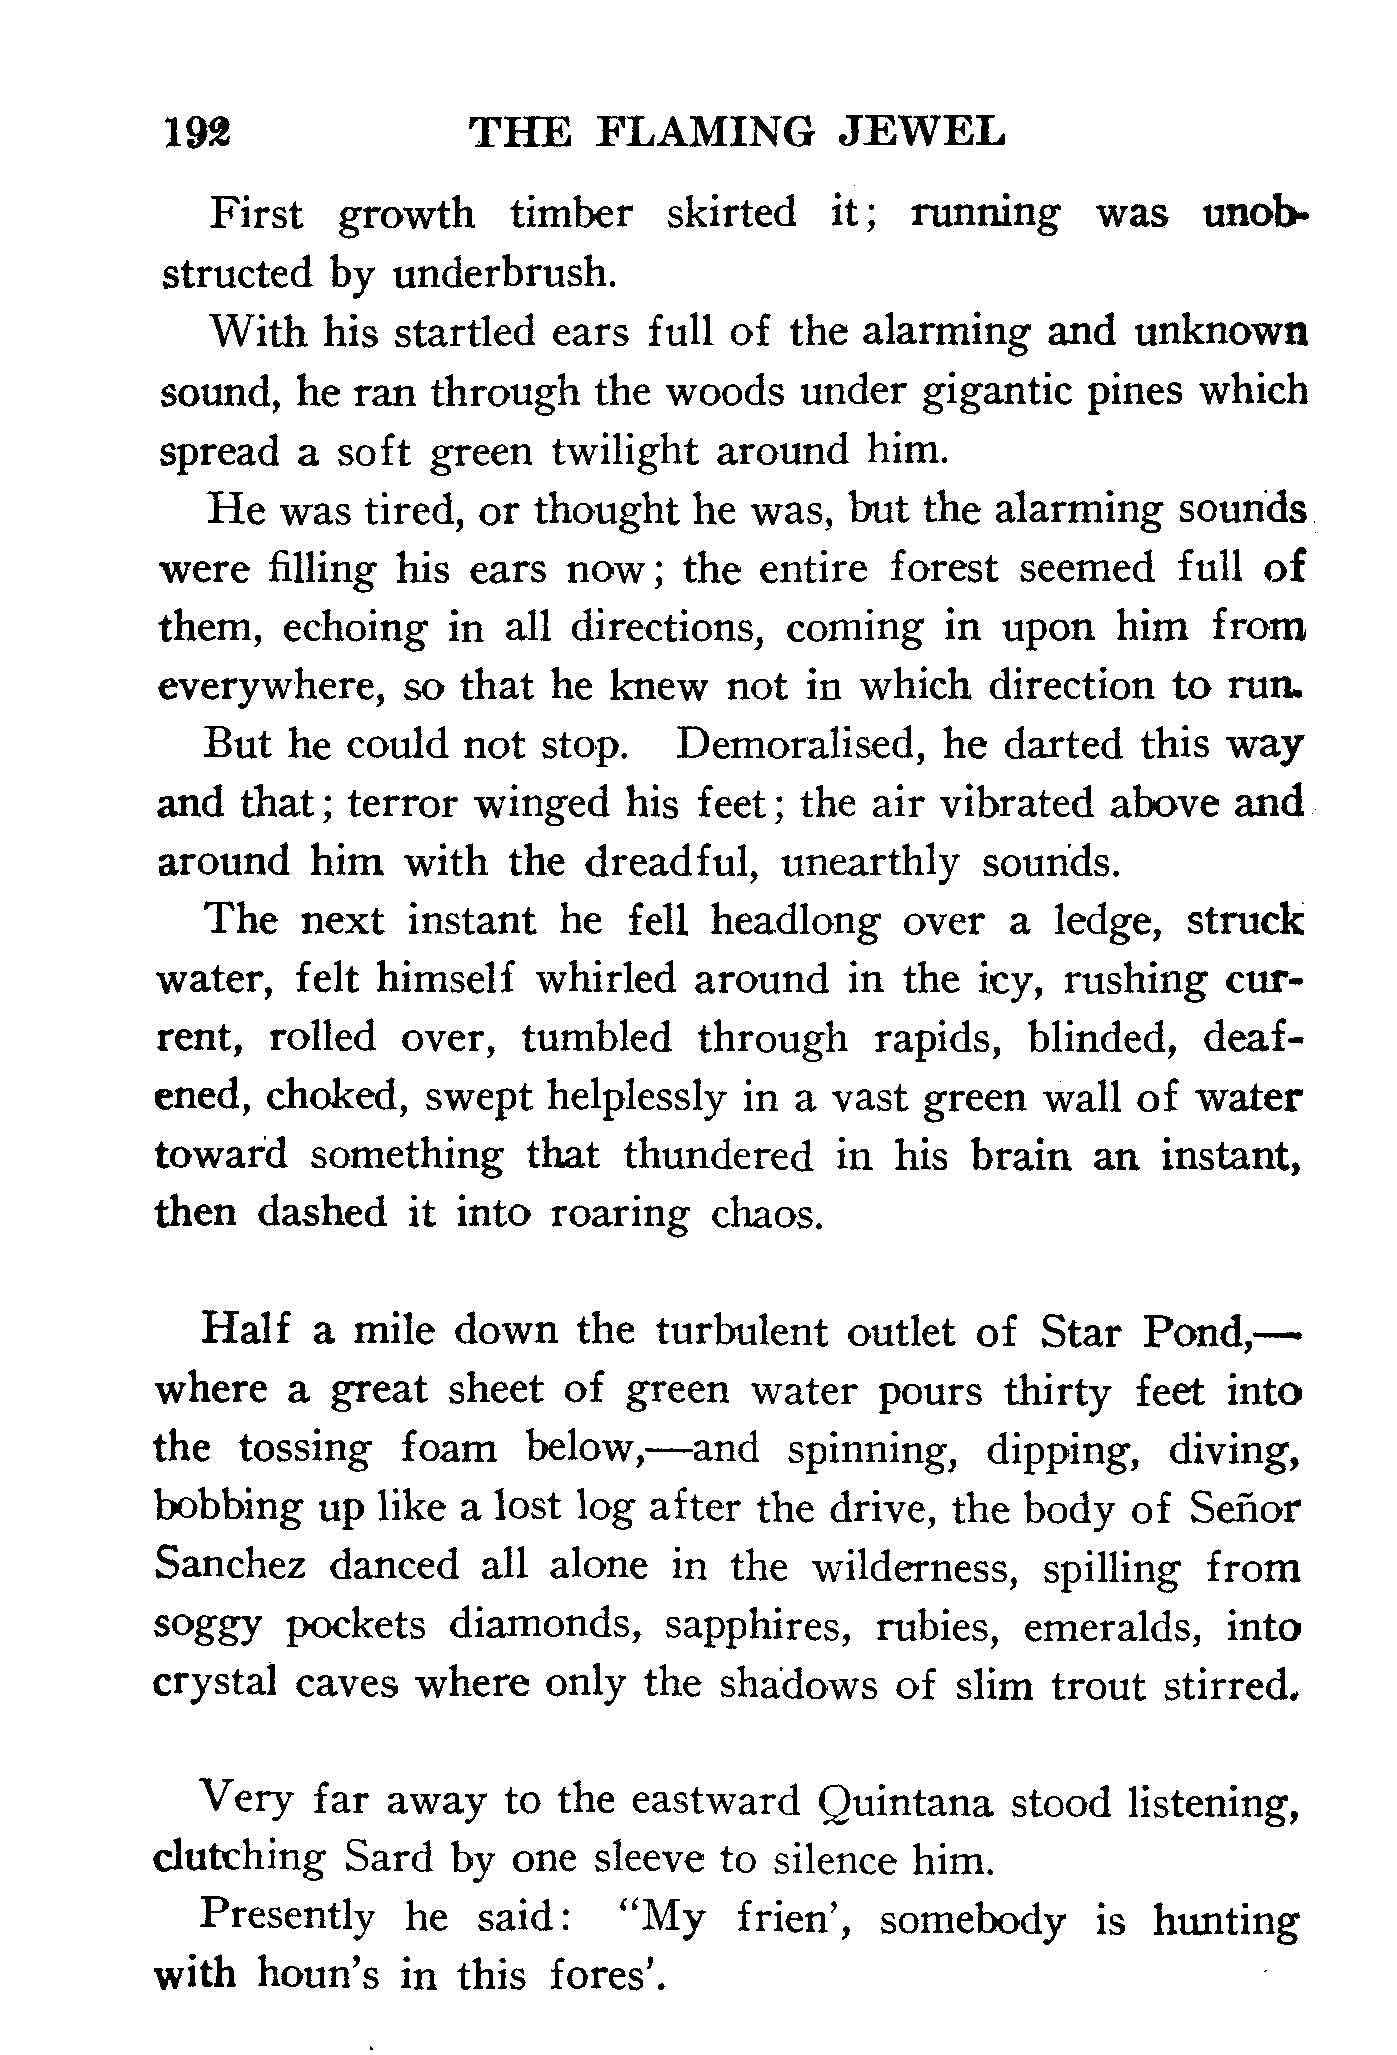 192 THE FLAMING JEWEL
First growth timber skirted it; running was unob-
structed by underbrush.
With his startled ears full of the alarming and unknown
sound, he ran through the woods under gigantic pines which
spread a soft green twilight around him.
He was tired, or thought he was, but the alarming sounds
were filling his ears now; the entire forest seemed full of
them, echoing in all directions, coming in upon him from
everywhere, so that he knew not in which direction to run.
But he could not stop. Demoralised, he darted this way
and that; terror winged his feet; the air vibrated above and
around him with the dreadful, unearthly sounds.
The next instant he fell headlong over a ledge, struck
water, felt himself whirled around in the icy, rushing cur-
rent, rolled over, tumbled through rapids, blinded, deaf-
ened, choked, swept helplessly in a vast green wall of water
toward something that thundered in his brain an instant,
then dashed it into roaring chaos.
Half a mile down the turbulent outlet of Star Pond,—
where a great sheet of green water pours thirty feet into
the tossing foam below,—and spinning, dipping, diving,
bobbing up like a lost log after the drive, the body of Señor
Sanchez danced all alone in the wilderness, spilling from
soggy pockets diamonds, sapphires, rubies, emeralds, into
crystal caves where only the shadows of slim trout stirred.
Very far away to the eastward Quintana stood listening,
clutching Sard by one sleeve to silence him.
Presently he said: "My frien', somebody is hunting
with houn's in this fores'.